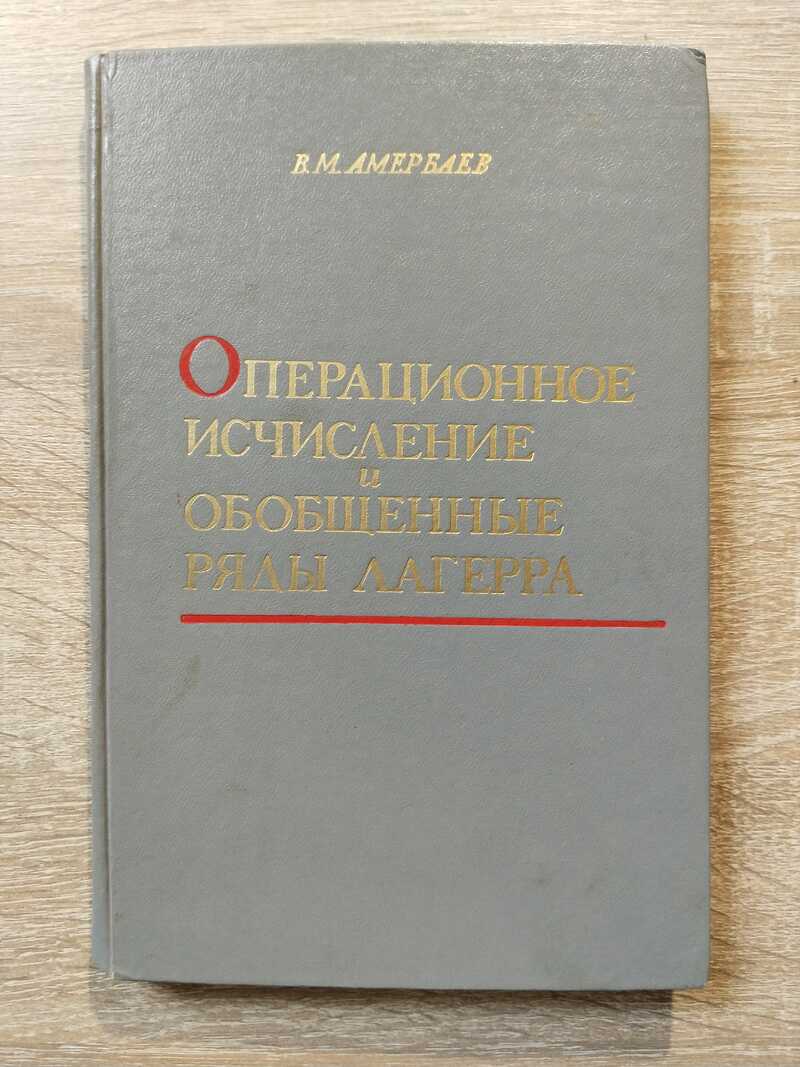 В.М. АМЕРБАЕВ
ОПЕРАЦИОННОЕ
ИСЧИСЛЕНИЕ
и
ОБОБЩЕННЫЕ
РЯДЫ ЛАГЕРРА